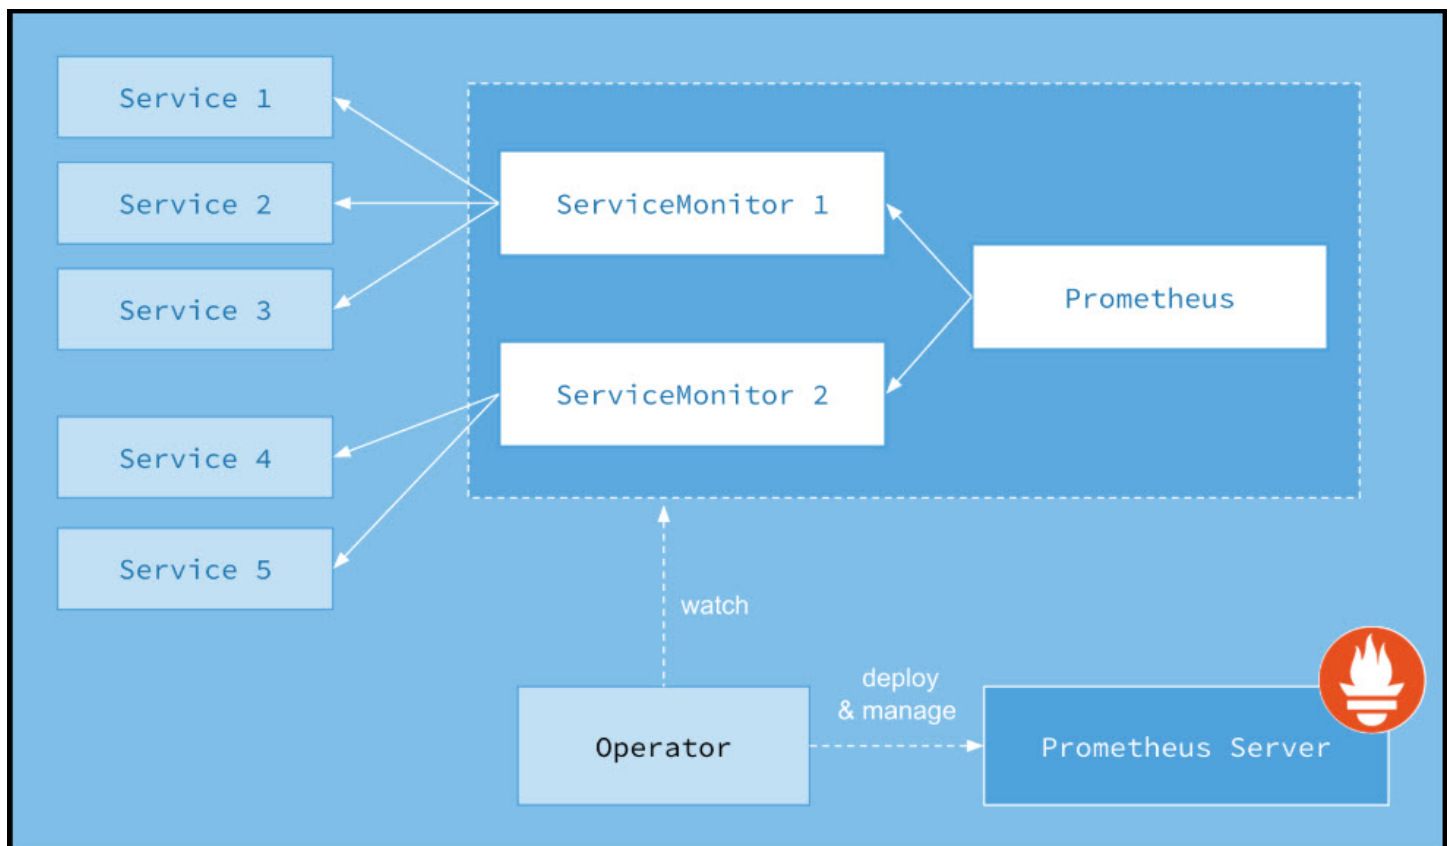 Service 1
Service 2
Service 3
Service 4
Service 5
ServiceMonitor 1
ServiceMonitor 2
Prometheus
watch
deploy
& manage
Operator
Prometheus Server